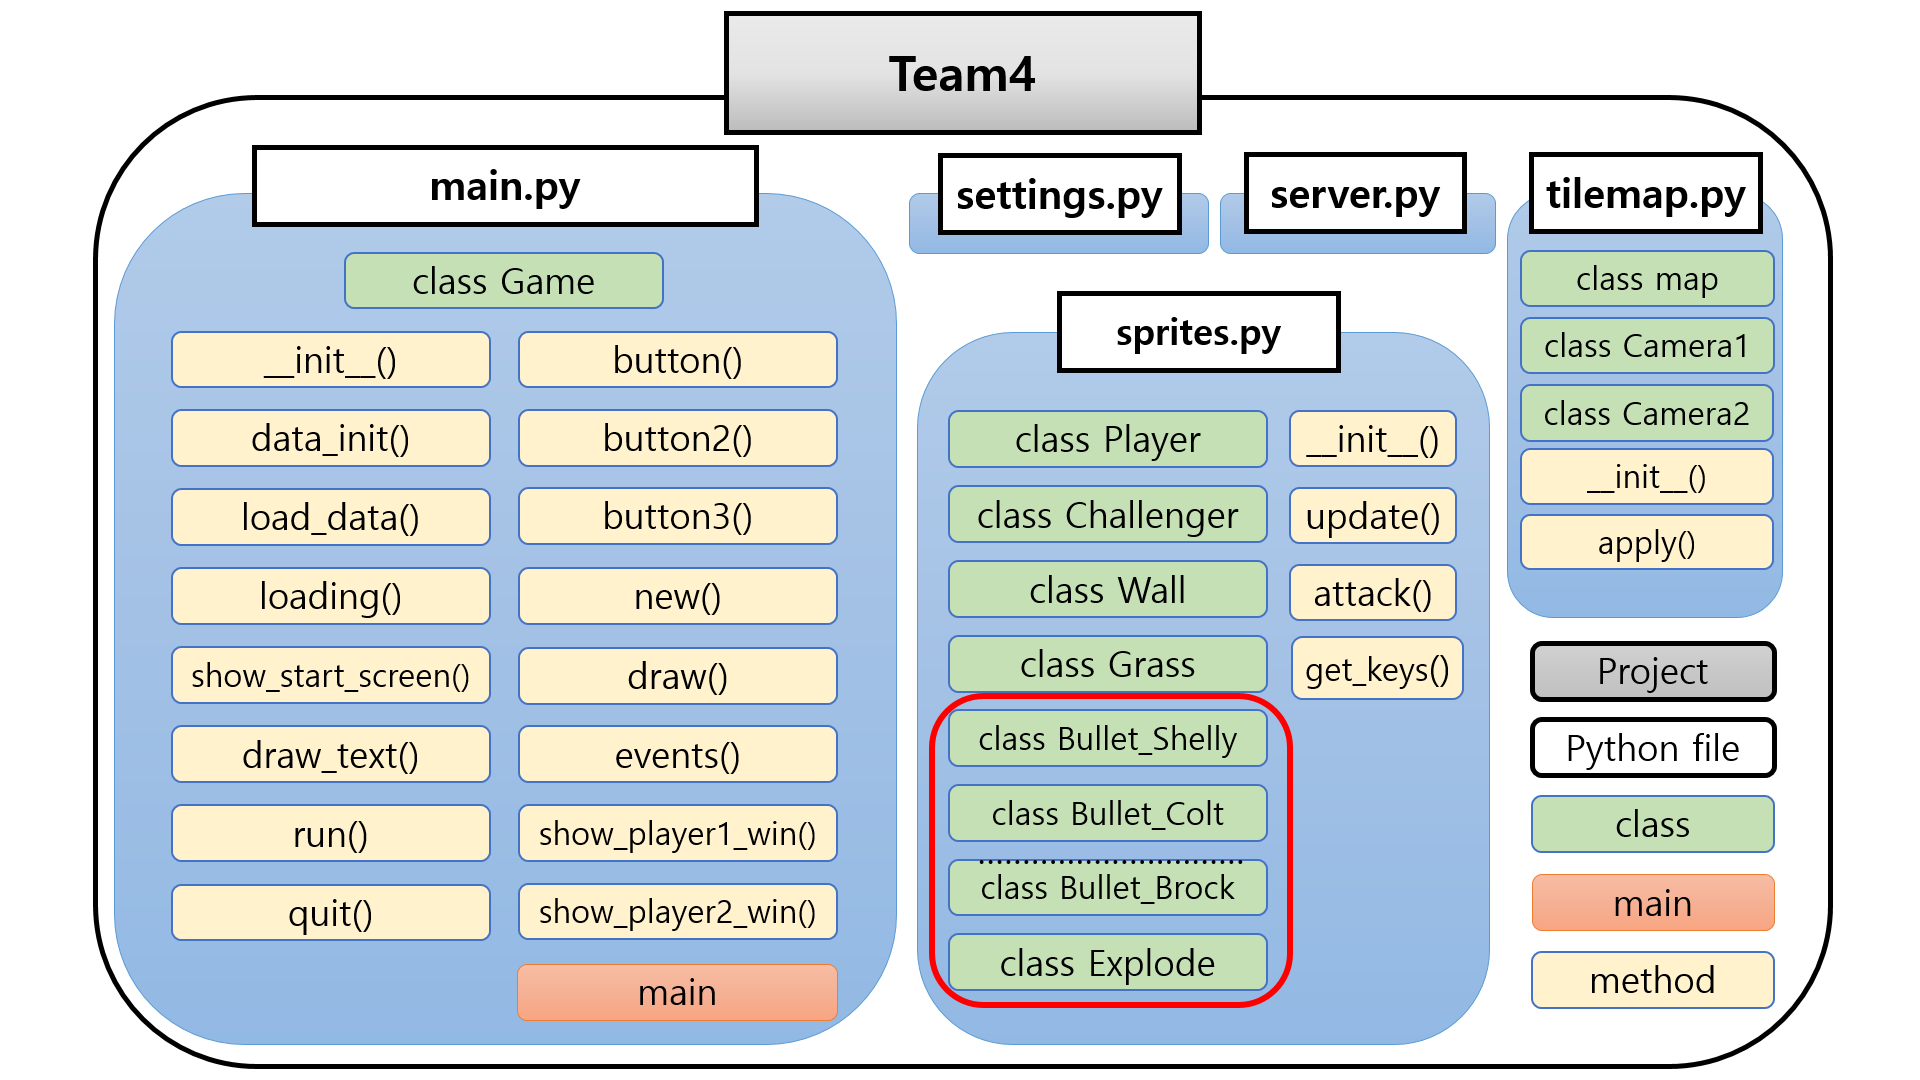 Team4
main.py
class Game
__init__()
button()
data_init()
button2()
load_data()
button3()
loading()
new()
show_start_screen()
draw()
draw_text()
events()
run()
show_player1_win()
quit()
show_player2_win()
main
settings.py
server.py
sprites.py
class Player
__init__()
class Challenger
update()
class Wall
attack()
class Grass
get_keys()
class Bullet_Shelly
class Bullet_Colt
..............................
class Bullet_Brock
class Explode
tilemap.py
class map
class Camera1
class Camera2
__init__()
apply()
Project
Python file
class
main
method